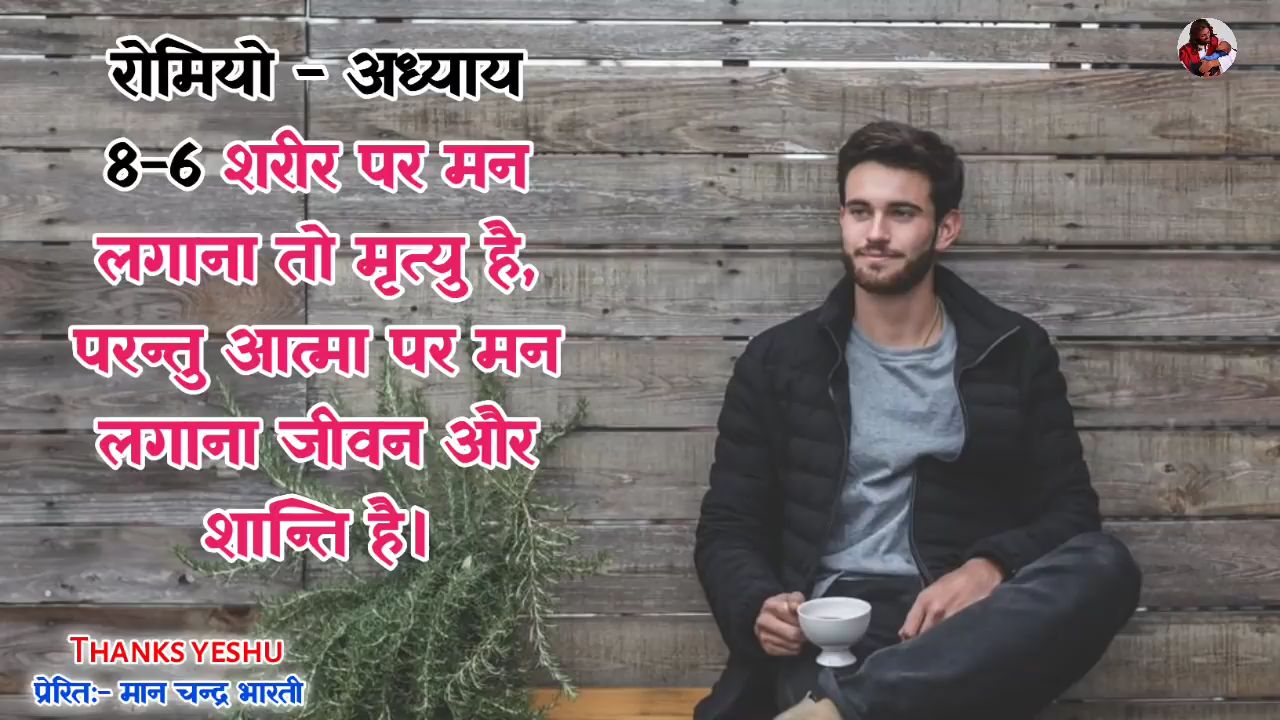 रोमियो - अध्याय
8-6 शरीर पर मन
लगाना तो मृत्यु है,
परन्तु आत्मा पर मन
लगाना जीवन और
शान्ति है।
THANKS YESHU
प्रेरितः- मान चन्द्र भारती